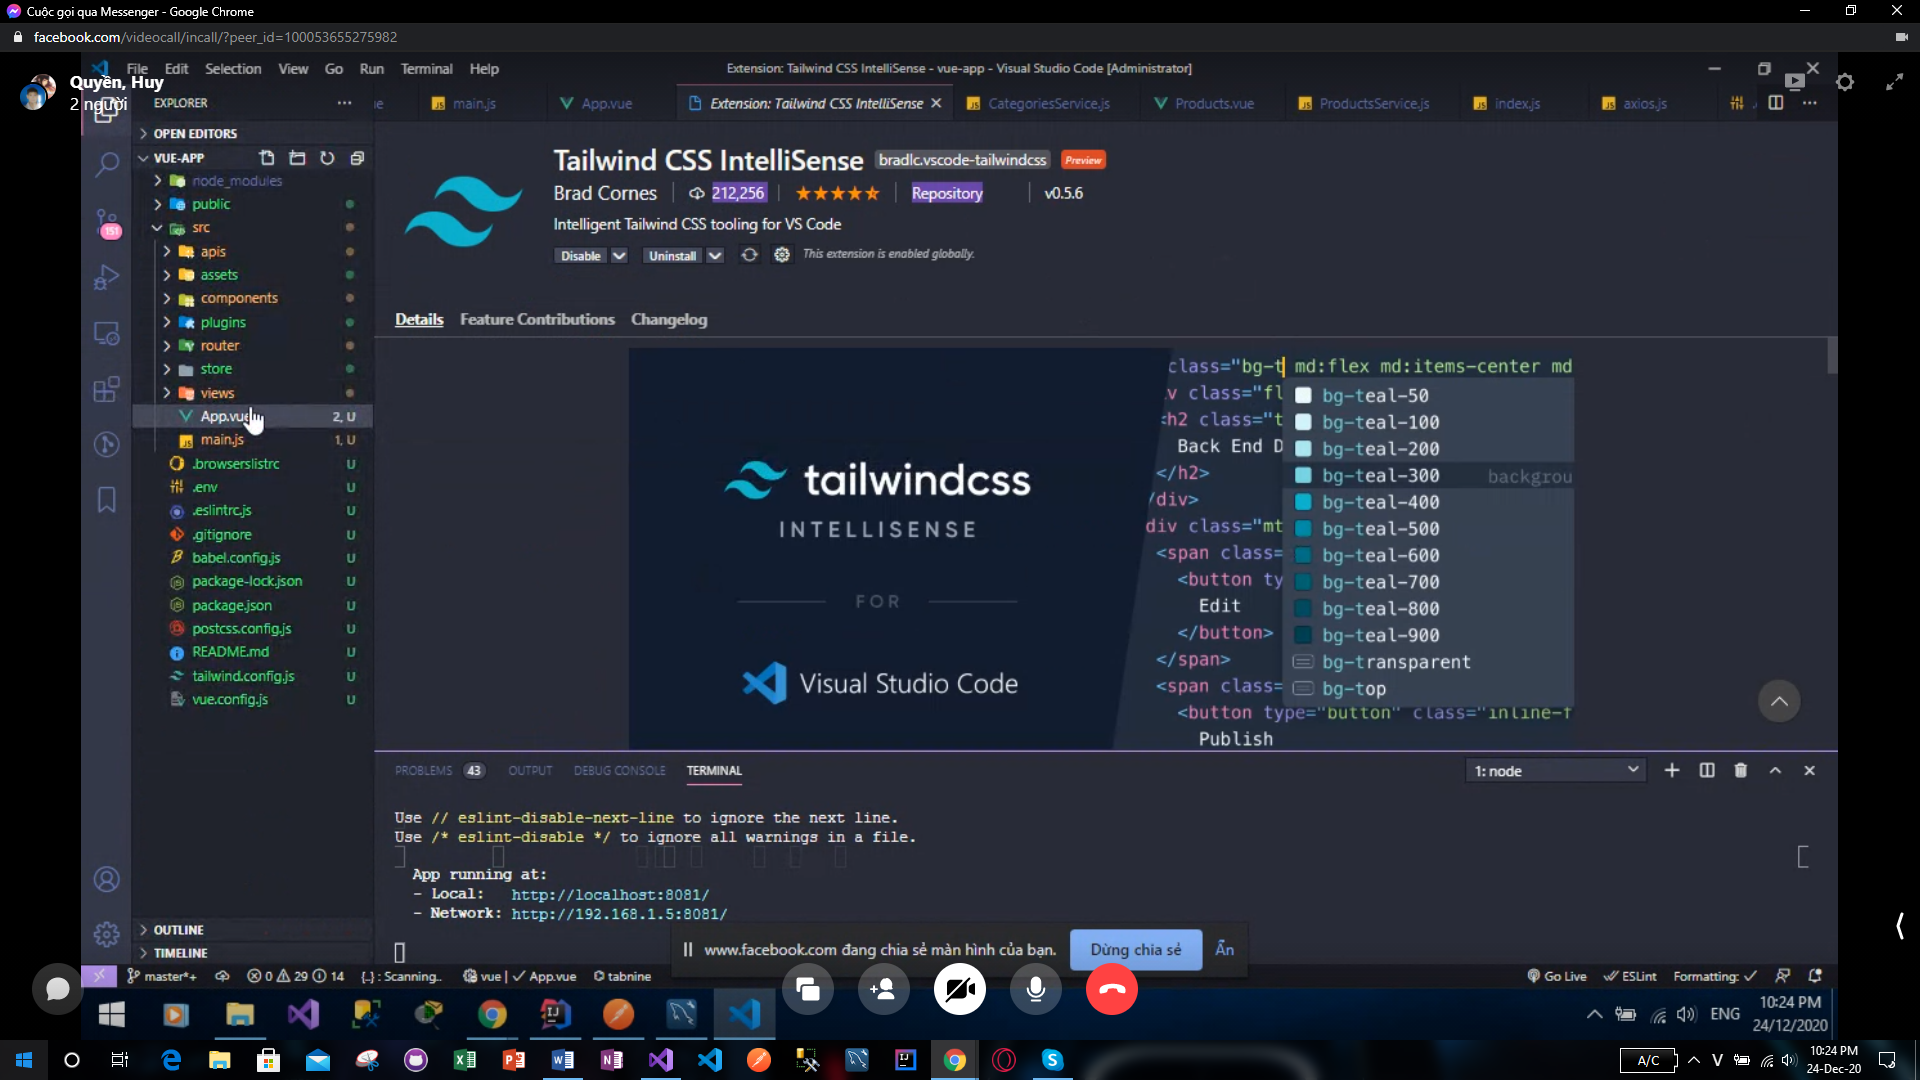 Cuộc gọi qua Messenger - Google Chrome
facebook.com/videocall/incall/?peer_id=100053655275982
Quyền, Huy
2 người
File Edit Selection View Go Run Terminal Help
Extension: Tailwind CSS IntelliSense - vue-app - Visual Studio Code [Administrator]
EXPLORER
main.js
App.vue
Extension: Tailwind CSS IntelliSense
CategoriesService.js
Products.vue
ProductsService.js
index.js
axios.js
OPEN EDITORS
VUE-APP
node_modules
public
src
apis
assets
components
plugins
router
store
views
App.vue 2, U
main.js 1, U
.browserslistrc U
.env U
.eslintrc.js U
.gitignore U
babel.config.js U
package-lock.json U
package.json U
postcss.config.js U
README.md U
tailwind.config.js U
vue.config.js U
OUTLINE
TIMELINE
151
Tailwind CSS IntelliSense bradlc.vscode-tailwindcss Preview
Brad Cornes 212,256 Repository v0.5.6
Intelligent Tailwind CSS tooling for VS Code
Disable Uninstall This extension is enabled globally.
Details Feature Contributions Changelog
tailwindcss
INTELLISENSE
FOR
Visual Studio Code
class="bg-t md:flex md:items-center md
v class="fl
<h2 class="t
Back End D
</h2>
/div>
div class="mt
<span class=
<button ty
Edit
</button>
</span>
<span class=
<button type="button" class="inline-f
Publish
bg-teal-50
bg-teal-100
bg-teal-200
bg-teal-300 backgrou
bg-teal-400
bg-teal-500
bg-teal-600
bg-teal-700
bg-teal-800
bg-teal-900
bg-transparent
bg-top
PROBLEMS 43 OUTPUT DEBUG CONSOLE TERMINAL
1: node
Use // eslint-disable-next-line to ignore the next line.
Use /* eslint-disable */ to ignore all warnings in a file.
App running at:
- Local: http://localhost:8081/
- Network: http://192.168.1.5:8081/
www.facebook.com đang chia sẻ màn hình của bạn. Dừng chia sẻ Ẩn
master*+ 0 29 14 {..} : Scanning.. vue | App.vue tabnine
Go Live ESLint Formatting:
ENG
10:24 PM
24/12/2020
A/C
V
10:24 PM
24-Dec-20